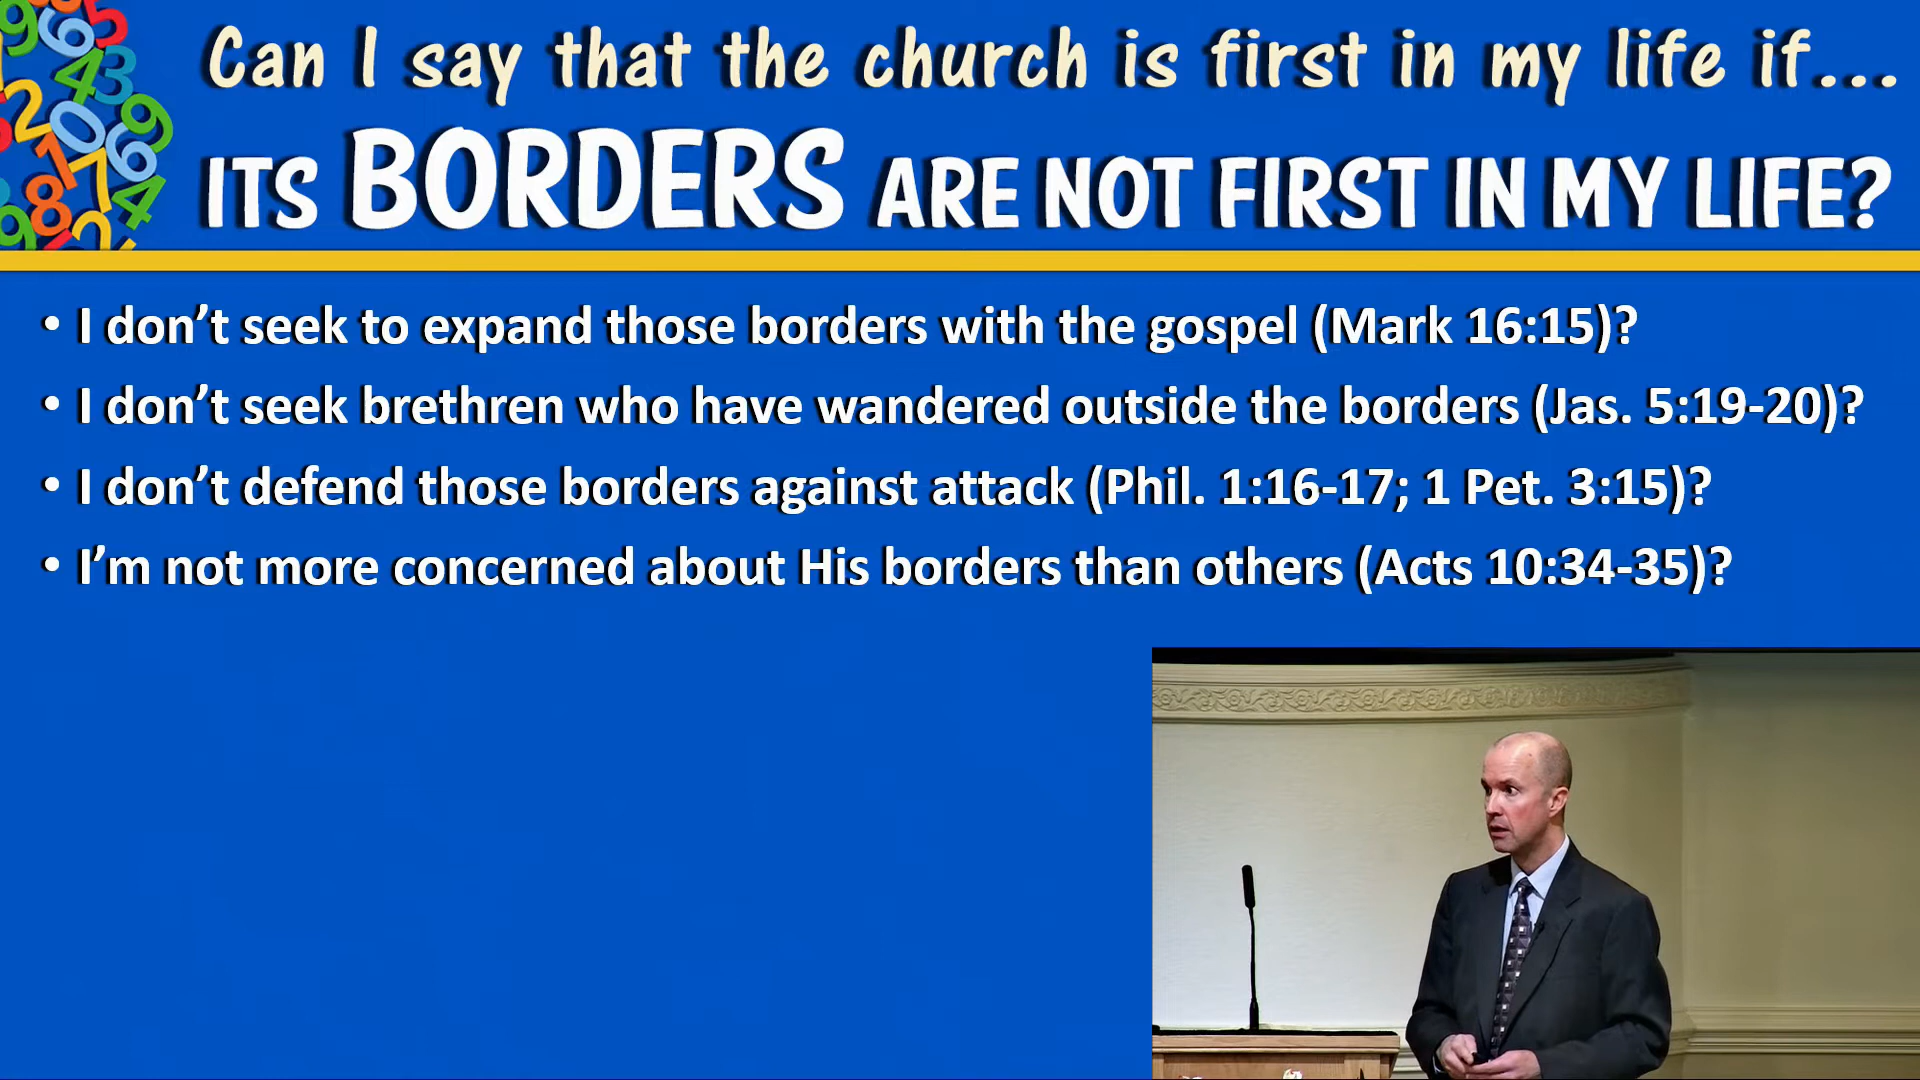 Can I say that the church is first in my life if...
ITS BORDERS ARE NOT FIRST IN MY LIFE?
• I don’t seek to expand those borders with the gospel (Mark 16:15)?
• I don’t seek brethren who have wandered outside the borders (Jas. 5:19-20)?
• I don’t defend those borders against attack (Phil. 1:16-17; 1 Pet. 3:15)?
• I’m not more concerned about His borders than others (Acts 10:34-35)?